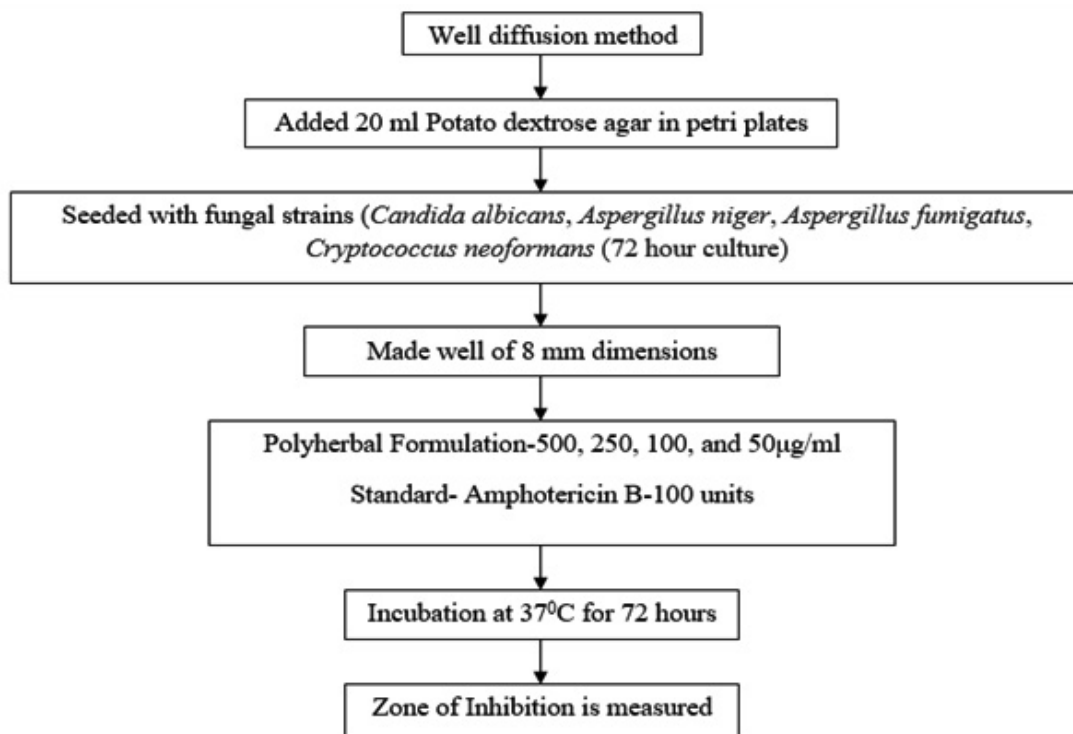 Well diffusion method
Added 20 ml Potato dextrose agar in petri plates
Seeded with fungal strains (Candida albicans, Aspergillus niger, Aspergillus fumigatus,
Cryptococcus neoformans (72 hour culture)
Made well of 8 mm dimensions
Polyherbal Formulation-500, 250, 100, and 50μg/ml
Standard- Amphotericin B-100 units
Incubation at 37⁰C for 72 hours
Zone of Inhibition is measured